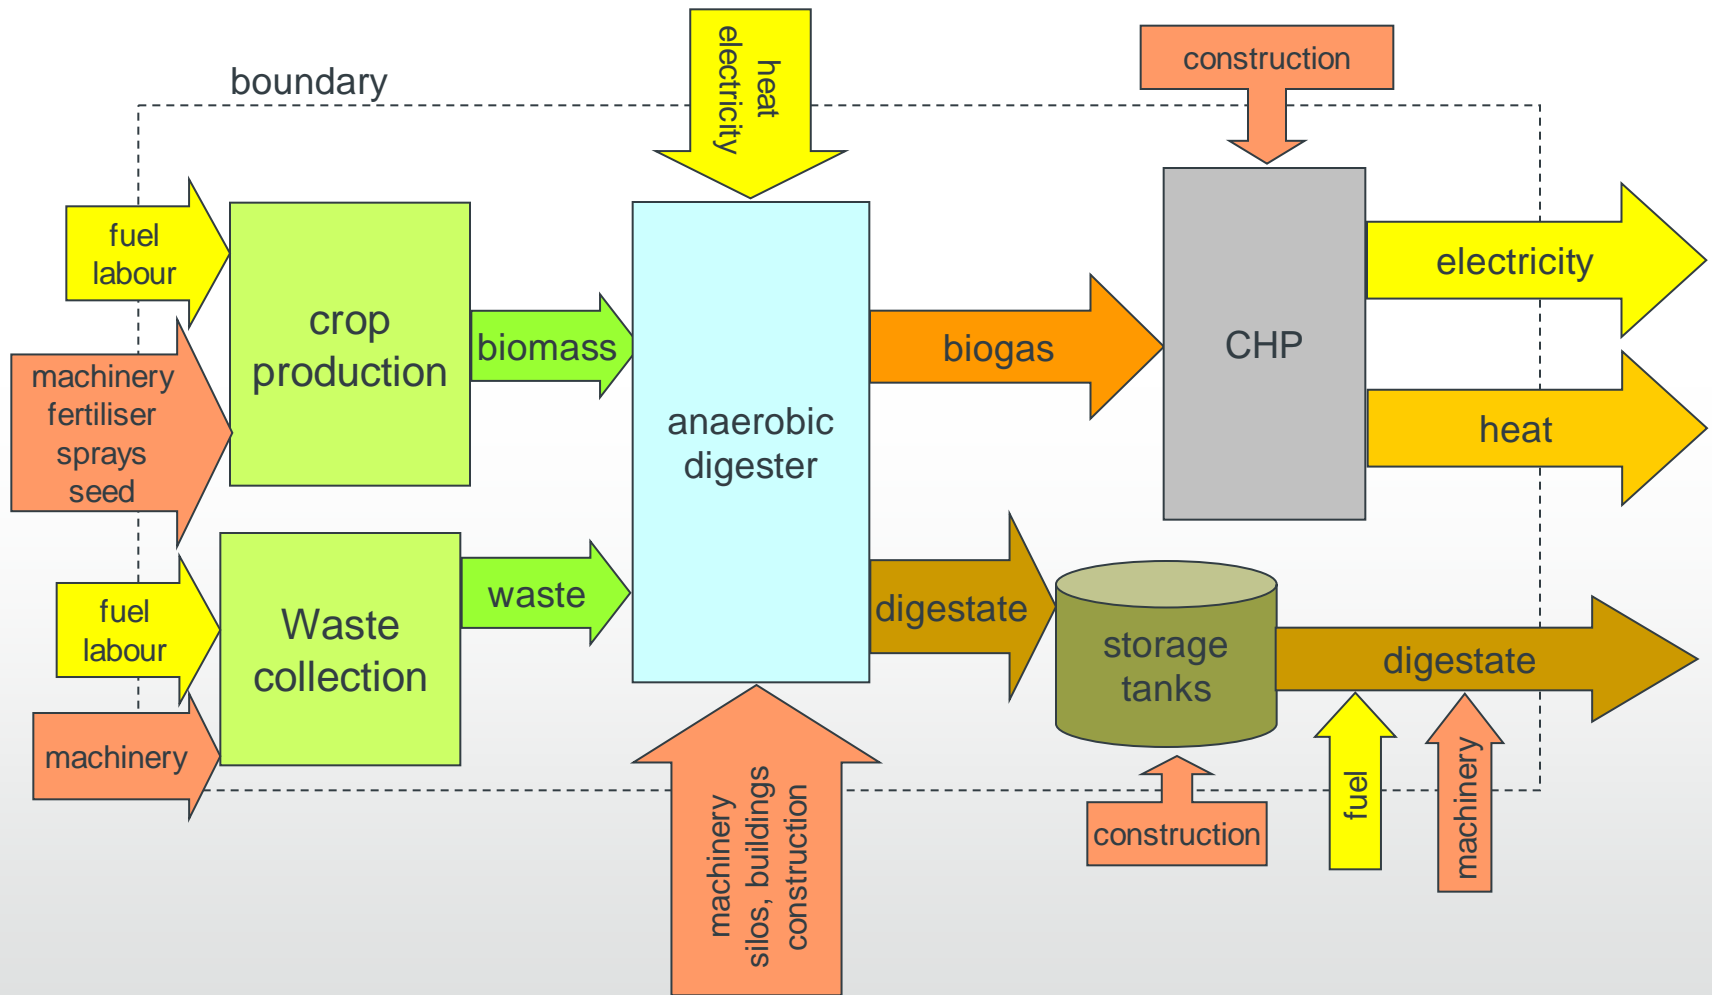 boundary
heat
electricity
construction
fuel
labour
crop
production
biomass
machinery
fertiliser
sprays
seed
anaerobic
digester
biogas
CHP
electricity
heat
fuel
labour
Waste
collection
waste
machinery
digestate
storage
tanks
digestate
machinery
silos, buildings
construction
construction
fuel
machinery